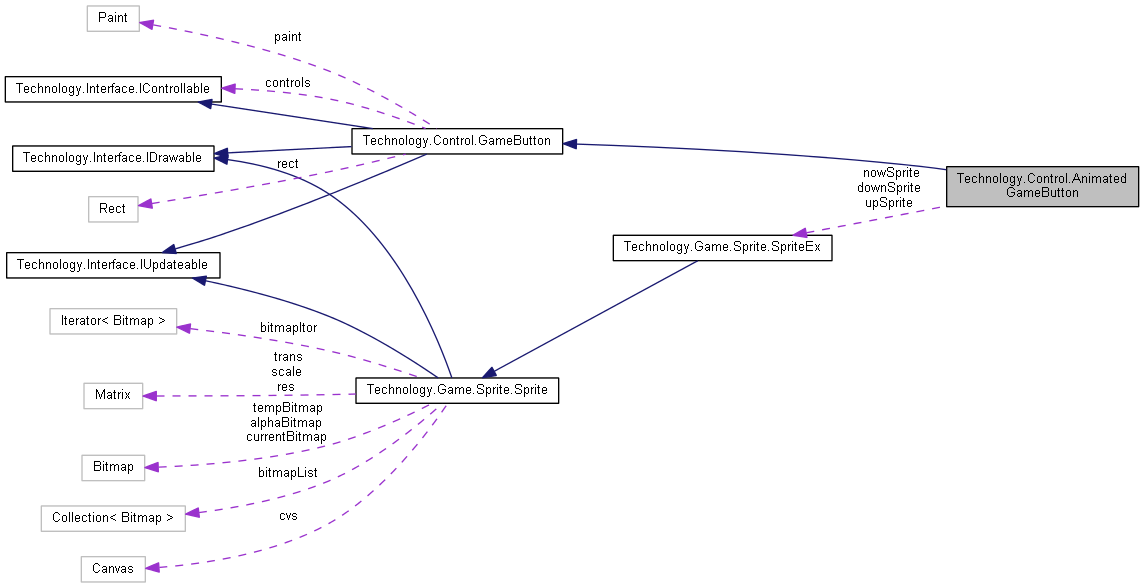 Paint
paint
Technology.Interface.IControllable
controls
Technology.Control.GameButton
Technology.Interface.IDrawable
rect
nowSprite
downSprite
upSprite
Technology.Control.Animated
GameButton
Rect
Technology.Game.Sprite.SpriteEx
Technology.Interface.IUpdateable
Iterator< Bitmap >
bitmapItor
trans
scale
res
Matrix
Technology.Game.Sprite.Sprite
tempBitmap
alphaBitmap
currentBitmap
Bitmap
bitmapList
Collection< Bitmap >
cvs
Canvas